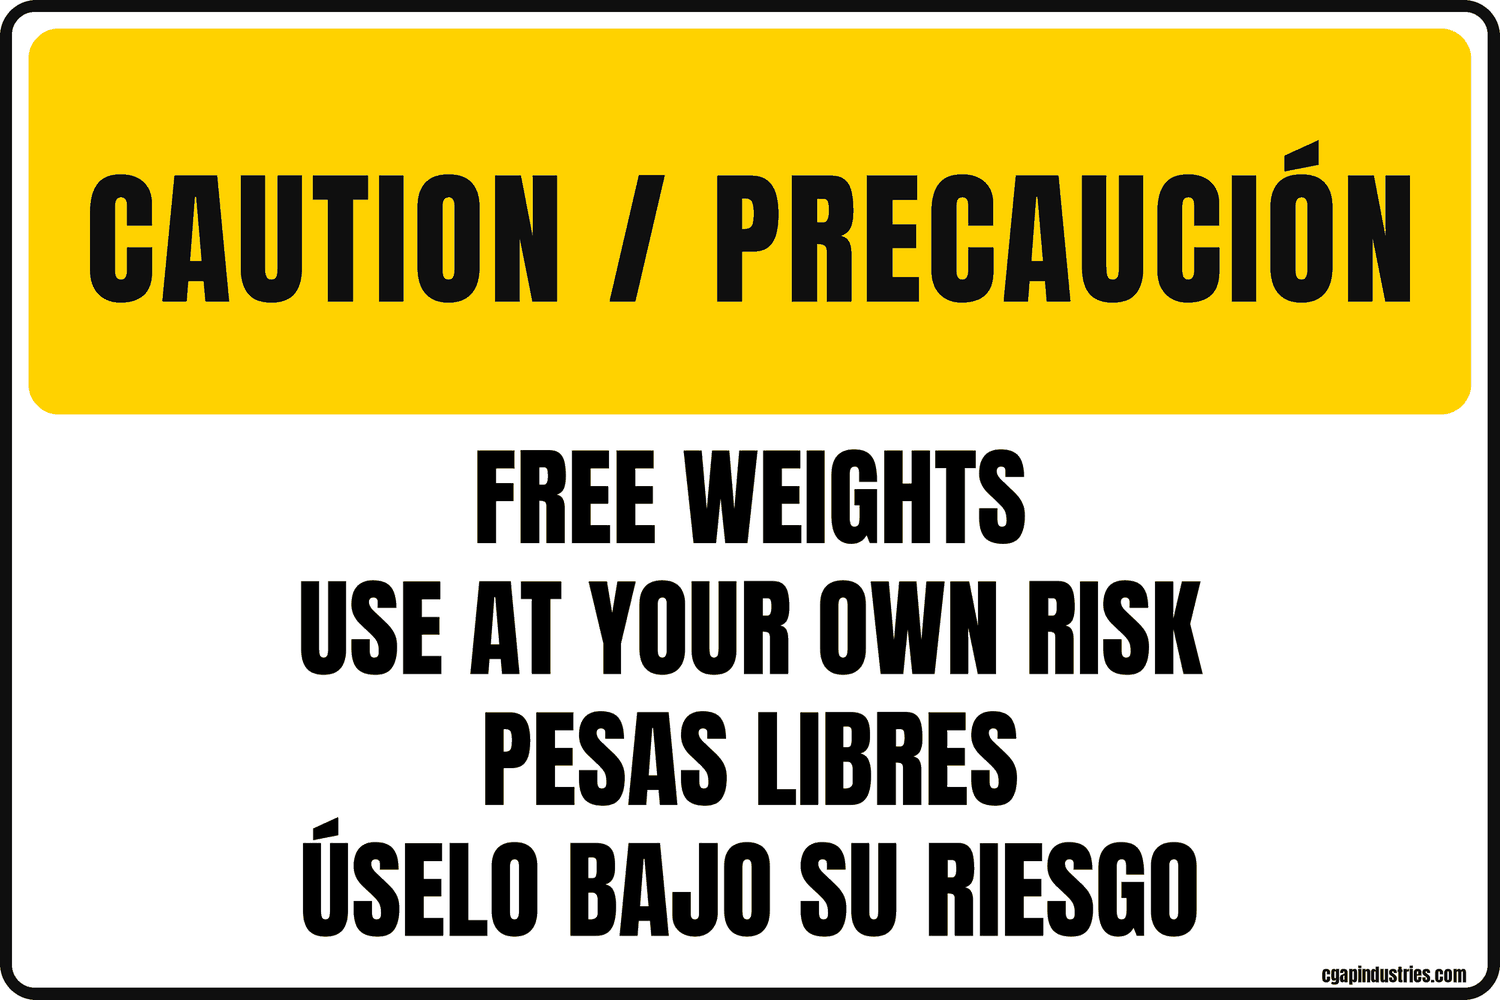 CAUTION / PRECAUCIÓN
FREE WEIGHTS
USE AT YOUR OWN RISK
PESAS LIBRES
ÚSELO BAJO SU RIESGO
cgapindustries.com